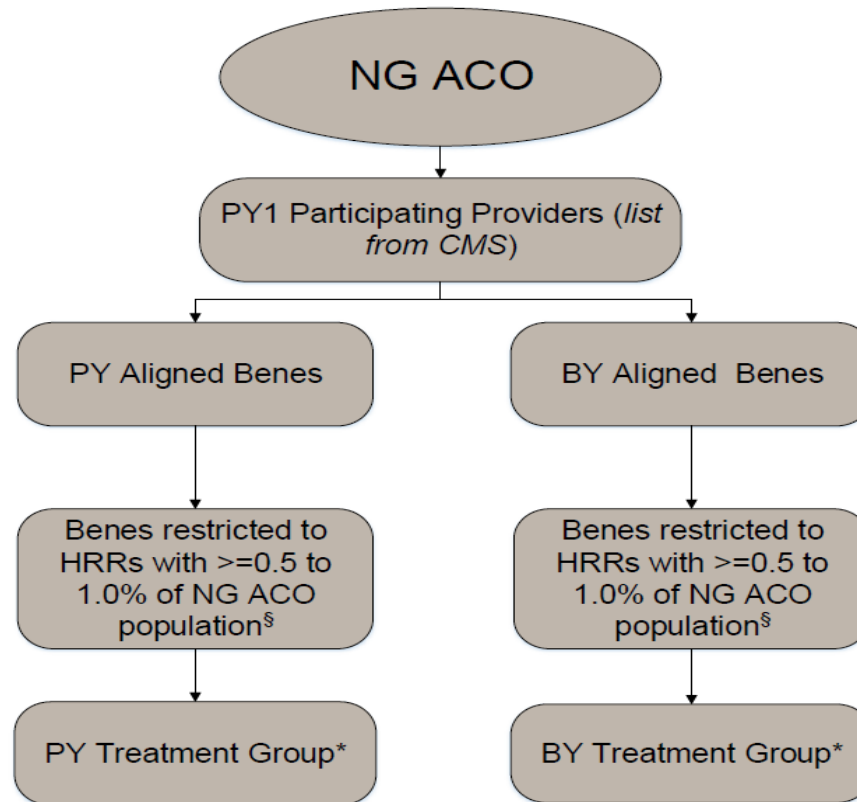 NG ACO
PY1 Participating Providers (list
from CMS)
PY Aligned Benes
BY Aligned Benes
Benes restricted to
HRRs with >=0.5 to
1.0% of NG ACO
population§
Benes restricted to
HRRs with >=0.5 to
1.0% of NG ACO
population§
PY Treatment Group*
BY Treatment Group*